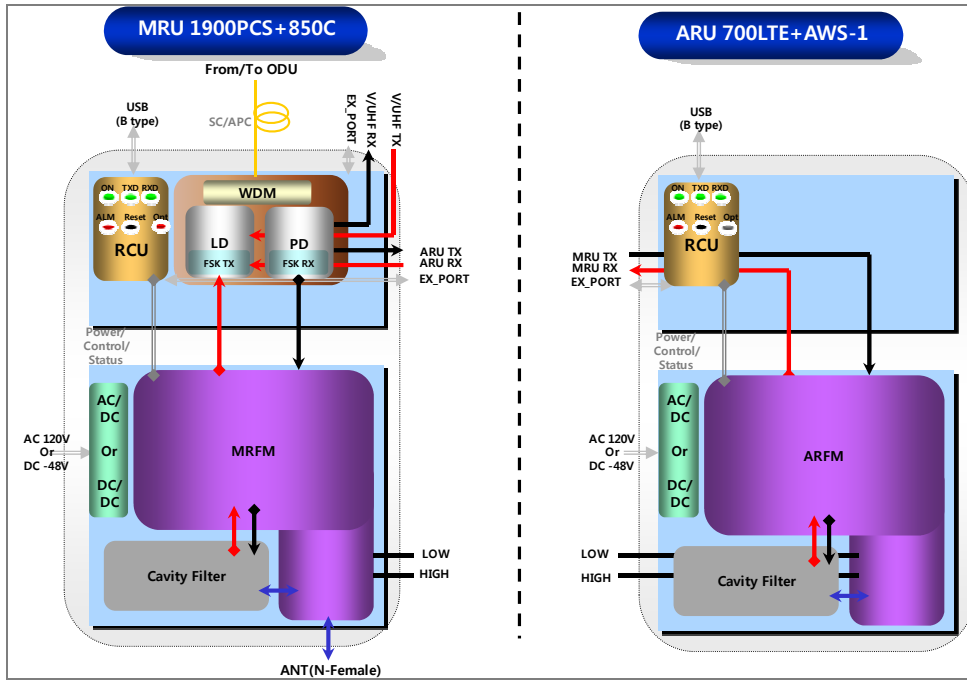 MRU 1900PCS+850C
From/To ODU
SC/APC
USB
(B type)
EX_PORT
V/UHF RX
V/UHF TX
ON TXD RXD
ALM Reset Opt
RCU
WDM
LD
FSK TX
PD
FSK RX
ARU TX
ARU RX
EX_PORT
Power/
Control/
Status
AC/
DC
Or
DC/
DC
AC 120V
Or
DC -48V
MRFM
Cavity Filter
LOW
HIGH
ANT(N-Female)
ARU 700LTE+AWS-1
USB
(B type)
ON TXD RXD
ALM Reset Opt
RCU
MRU TX
MRU RX
EX_PORT
Power/
Control/
Status
AC/
DC
Or
DC/
DC
AC 120V
Or
DC -48V
ARFM
LOW
HIGH
Cavity Filter